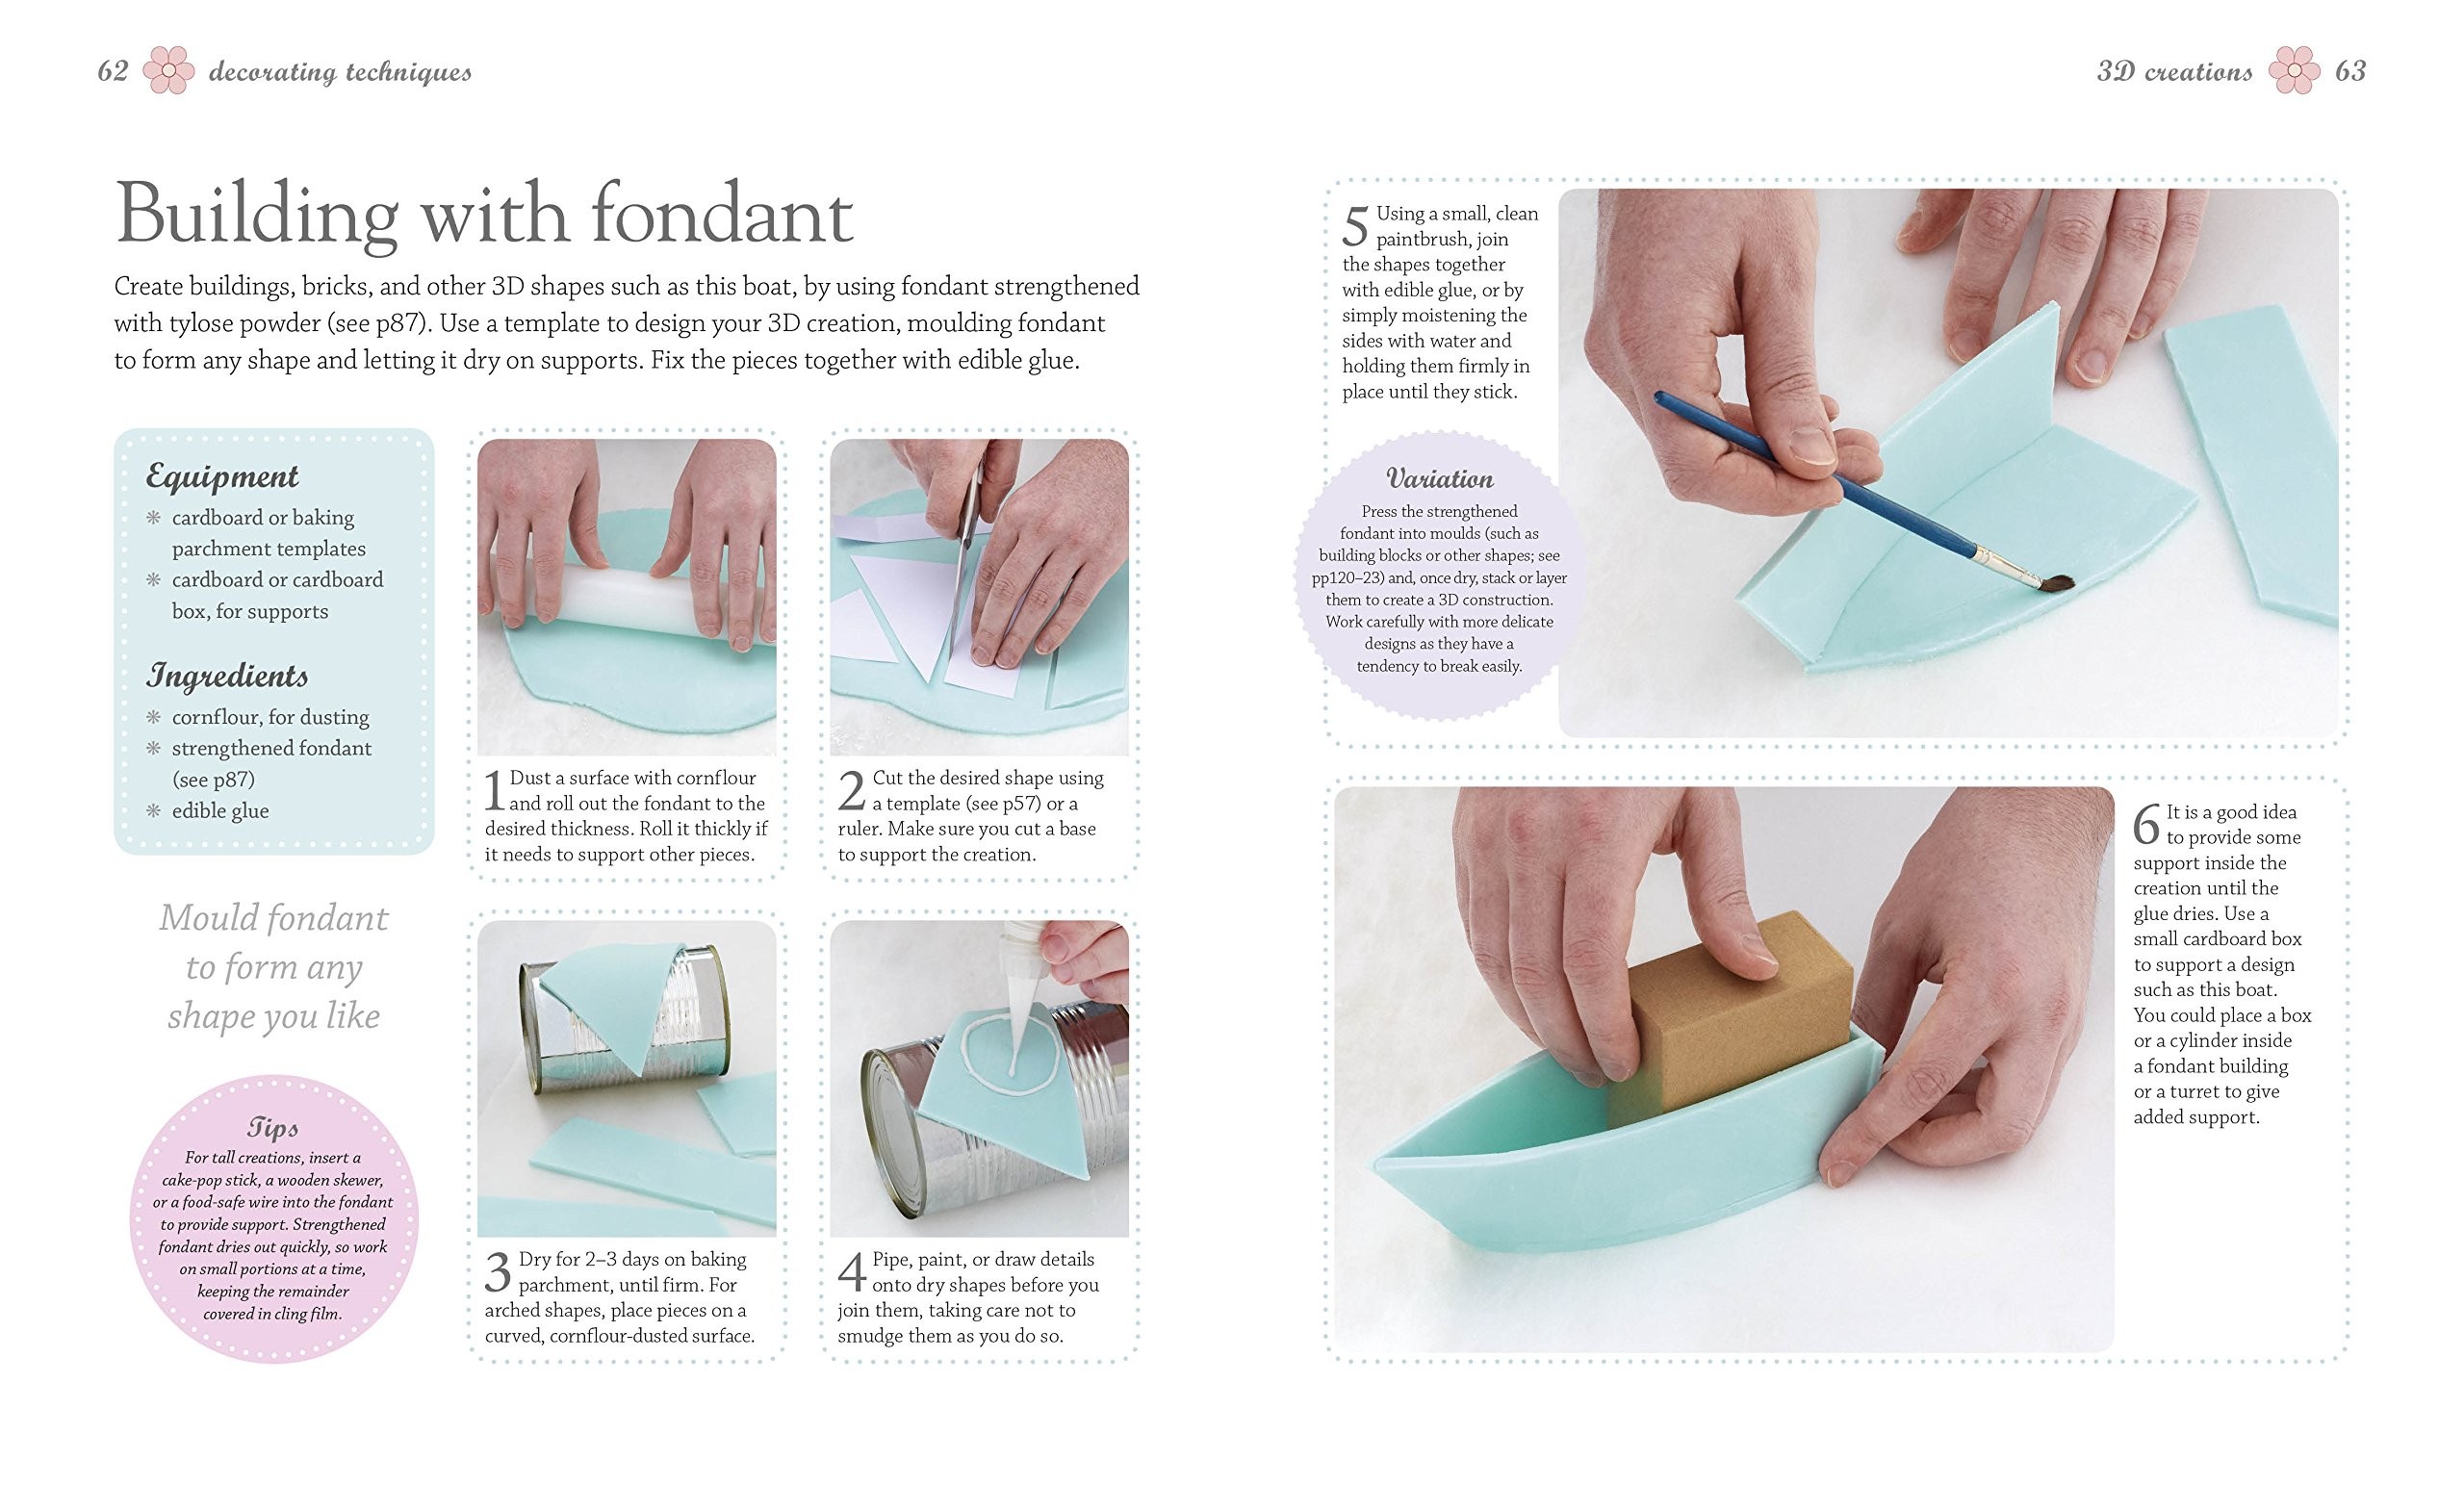 62 decorating techniques
Building with fondant
Create buildings, bricks, and other 3D shapes such as this boat, by using fondant strengthened
with tylose powder (see p87). Use a template to design your 3D creation, moulding fondant
to form any shape and letting it dry on supports. Fix the pieces together with edible glue.
Equipment
❋ cardboard or baking
parchment templates
❋ cardboard or cardboard
box, for supports
Ingredients
❋ cornflour, for dusting
❋ strengthened fondant
(see p87)
❋ edible glue
Mould fondant
to form any
shape you like
Tips
For tall creations, insert a
cake-pop stick, a wooden skewer,
or a food-safe wire into the fondant
to provide support. Strengthened
fondant dries out quickly, so work
on small portions at a time,
keeping the remainder
covered in cling film.
1 Dust a surface with cornflour
and roll out the fondant to the
desired thickness. Roll it thickly if
it needs to support other pieces.
2 Cut the desired shape using
a template (see p57) or a
ruler. Make sure you cut a base
to support the creation.
3 Dry for 2–3 days on baking
parchment, until firm. For
arched shapes, place pieces on a
curved, cornflour-dusted surface.
4 Pipe, paint, or draw details
onto dry shapes before you
join them, taking care not to
smudge them as you do so.
3D creations 63
5 Using a small, clean
paintbrush, join
the shapes together
with edible glue, or by
simply moistening the
sides with water and
holding them firmly in
place until they stick.
Variation
Press the strengthened
fondant into moulds (such as
building blocks or other shapes; see
pp120–23) and, once dry, stack or layer
them to create a 3D construction.
Work carefully with more delicate
designs as they have a
tendency to break easily.
6 It is a good idea
to provide some
support inside the
creation until the
glue dries. Use a
small cardboard box
to support a design
such as this boat.
You could place a box
or a cylinder inside
a fondant building
or a turret to give
added support.